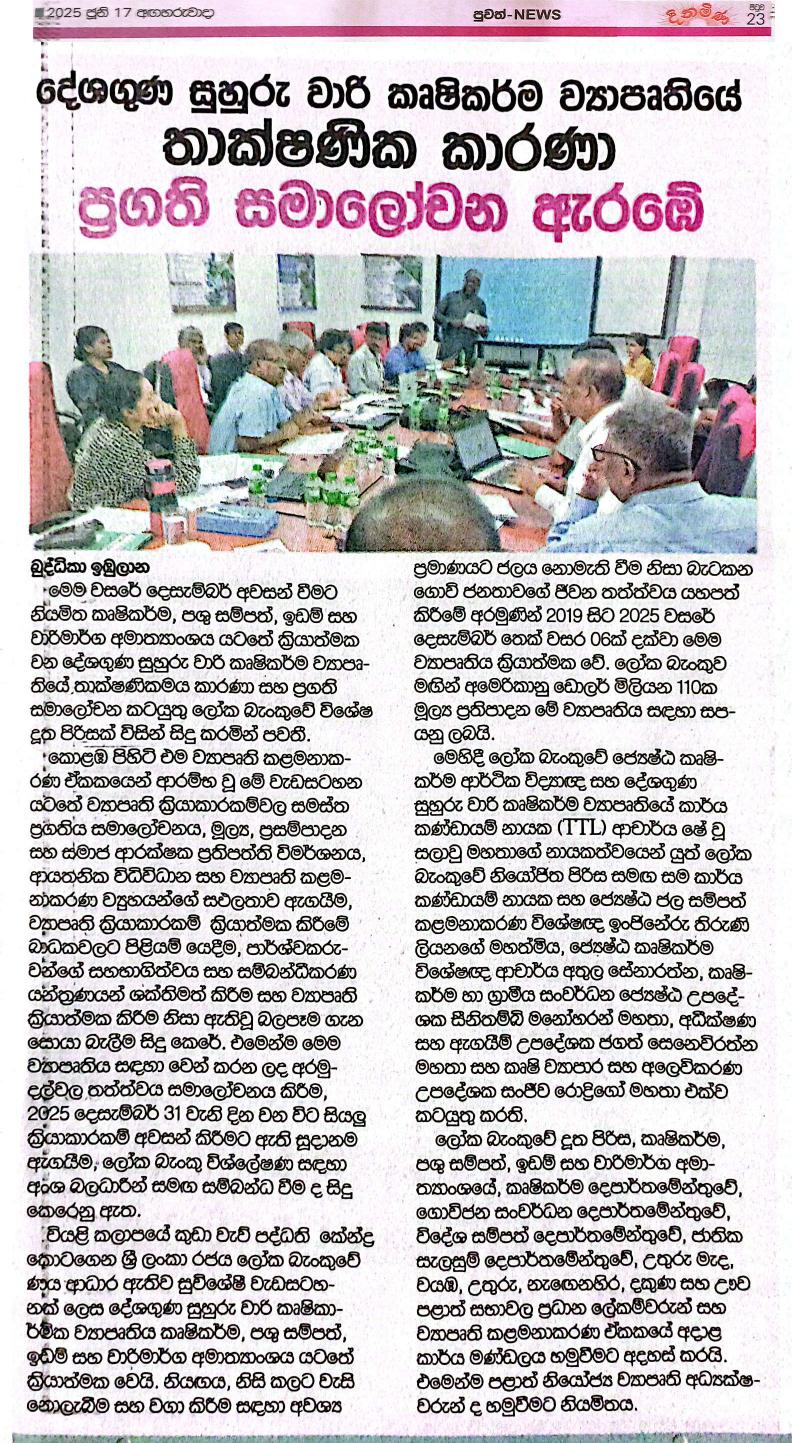 2025 ජුනි 17 අඟහරුවාදා
පුවත්-NEWS
දිනමිණ
පිටුව
23
දේශගුණ සුහුරු වාරි කෘෂිකර්ම ව්‍යාපෘතියේ
තාක්ෂණික කාරණා
ප්‍රගති සමාලෝචන ඇරඹේ
බුද්ධිකා ඉඹුලාන
මෙම වසරේ දෙසැම්බර් අවසන් වීමට
නියමිත කෘෂිකර්ම, පශු සම්පත්, ඉඩම් සහ
වාරිමාර්ග අමාත්‍යාංශය යටතේ ක්‍රියාත්මක
වන දේශගුණ සුහුරු වාරි කෘෂිකර්ම ව්‍යාපෘ-
තියේ තාක්ෂණිකමය කාරණා සහ ප්‍රගති
සමාලෝචන කටයුතු ලෝක බැංකුවේ විශේෂ
දූත පිරිසක් විසින් සිදු කරමින් පවතී.
කොළඹ පිහිටි එම ව්‍යාපෘති කළමනාක-
රණ ඒකකයෙන් ආරම්භ වූ මේ වැඩසටහන
යටතේ ව්‍යාපෘති ක්‍රියාකාරකම්වල සමස්ත
ප්‍රගතිය සමාලෝචනය, මූල්‍ය, ප්‍රසම්පාදන
සහ ස්මාජ ආරක්ෂක ප්‍රතිපත්ති විමර්ශනය,
ආයතනික විධිවිධාන සහ ව්‍යාපෘති කළම-
නාකරණ ව්‍යුහයන්ගේ සඵලතාව ඇගයීම,
ව්‍යාපෘති ක්‍රියාකාරකම් ක්‍රියාත්මක කිරීමේ
බාධකවලට පිළියම් යෙදීම, පාර්ශ්වකරු-
වන්ගේ සහභාගිත්වය සහ සම්බන්ධීකරණ
යන්ත්‍රණයන් ශක්තිමත් කිරීම සහ ව්‍යාපෘති
ක්‍රියාත්මක කිරීම නිසා ඇතිවූ බලපෑම ගැන
සොයා බැලීම සිදු කෙරේ. එමෙන්ම මෙම
ව්‍යාපෘතිය සඳහා වෙන් කරන ලද අරමු-
දල්වල තත්ත්වය සමාලෝචනය කිරීම,
2025 දෙසැම්බර් 31 වැනි දින වන විට සියලු
ක්‍රියාකාරකම් අවසන් කිරීමට ඇති සූදානම
ඇගයීම, ලෝක බැංකු විශ්ලේෂණ සඳහා
අංශ බලධාරීන් සමඟ සම්බන්ධ වීම ද සිදු
කෙරෙනු ඇත.
වියළි කලාපයේ කුඩා වැව් පද්ධති කේන්ද්‍ර
කොටගෙන ශ්‍රී ලංකා රජය ලෝක බැංකුවේ
ණය ආධාර ඇතිව සුවිශේෂී වැඩසටහ-
නක් ලෙස දේශගුණ සුහුරු වාරි කෘෂිකා-
ර්මික ව්‍යාපෘතිය කෘෂිකර්ම, පශු සම්පත්,
ඉඩම් සහ වාරිමාර්ග අමාත්‍යාංශය යටතේ
ක්‍රියාත්මක වෙයි. නියඟය, නිසි කලට වැසි
නොලැබීම සහ වගා කිරීම සඳහා අවශ්‍ය
ප්‍රමාණයට ජලය නොමැති වීම නිසා බැටකන
ගොවි ජනතාවගේ ජීවන තත්ත්වය යහපත්
කිරීමේ අරමුණින් 2019 සිට 2025 වසරේ
දෙසැම්බර් තෙක් වසර 06ක් දක්වා මෙම
ව්‍යාපෘතිය ක්‍රියාත්මක වේ. ලෝක බැංකුව
මඟින් අමෙරිකානු ඩොලර් මිලියන 110ක
මූල්‍ය ප්‍රතිපාදන මේ ව්‍යාපෘතිය සඳහා සප-
යනු ලබයි.
මෙහිදී ලෝක බැංකුවේ ජ්‍යෙෂ්ඨ කෘෂි-
කර්ම ආර්ථික විද්‍යාඥ සහ දේශගුණ
සුහුරු වාරි කෘෂිකර්ම ව්‍යාපෘතියේ කාර්ය
කණ්ඩායම් නායක (TTL) ආචාර්ය ෂේ වූ
සලාවු මහතාගේ නායකත්වයෙන් යුත් ලෝක
බැංකුවේ නියෝජිත පිරිස සමඟ සම කාර්ය
කණ්ඩායම් නායක සහ ජ්‍යෙෂ්ඨ ජල සම්පත්
කළමනාකරණ විශේෂඥ ඉංජිනේරු තිරුණි
ලියනගේ මහත්මිය, ජ්‍යෙෂ්ඨ කෘෂිකර්ම
විශේෂඥ ආචාර්ය අතුල සේනාරත්න, කෘෂි-
කර්ම හා ග්‍රාමීය සංවර්ධන ජ්‍යෙෂ්ඨ උපදේ-
ශක සීනිතම්බි මනෝහරන් මහතා, අධීක්ෂණ
සහ ඇගයීම් උපදේශක ජගත් සෙනෙවිරත්න
මහතා සහ කෘෂි ව්‍යාපාර සහ අලෙවිකරණ
උපදේශක සංජීව රොද්‍රිගෝ මහතා එක්ව
කටයුතු කරති.
ලෝක බැංකුවේ දූත පිරිස, කෘෂිකර්ම,
පශු සම්පත්, ඉඩම් සහ වාරිමාර්ග අමා-
ත්‍යාංශයේ, කෘෂිකර්ම දෙපාර්තමේන්තුවේ,
ගොවිජන සංවර්ධන දෙපාර්තමේන්තුවේ,
විදේශ සම්පත් දෙපාර්තමේන්තුවේ, ජාතික
සැලසුම් දෙපාර්තමේන්තුවේ, උතුරු මැද,
වයඹ, උතුරු, නැඟෙනහිර, දකුණ සහ ඌව
පළාත් සභාවල ප්‍රධාන ලේකම්වරුන් සහ
ව්‍යාපෘති කළමනාකරණ ඒකකයේ අදාළ
කාර්ය මණ්ඩලය හමුවීමට අදහස් කරයි.
එමෙන්ම පළාත් නියෝජ්‍ය ව්‍යාපෘති අධ්‍යක්ෂ-
වරුන් ද හමුවීමට නියමිතය.